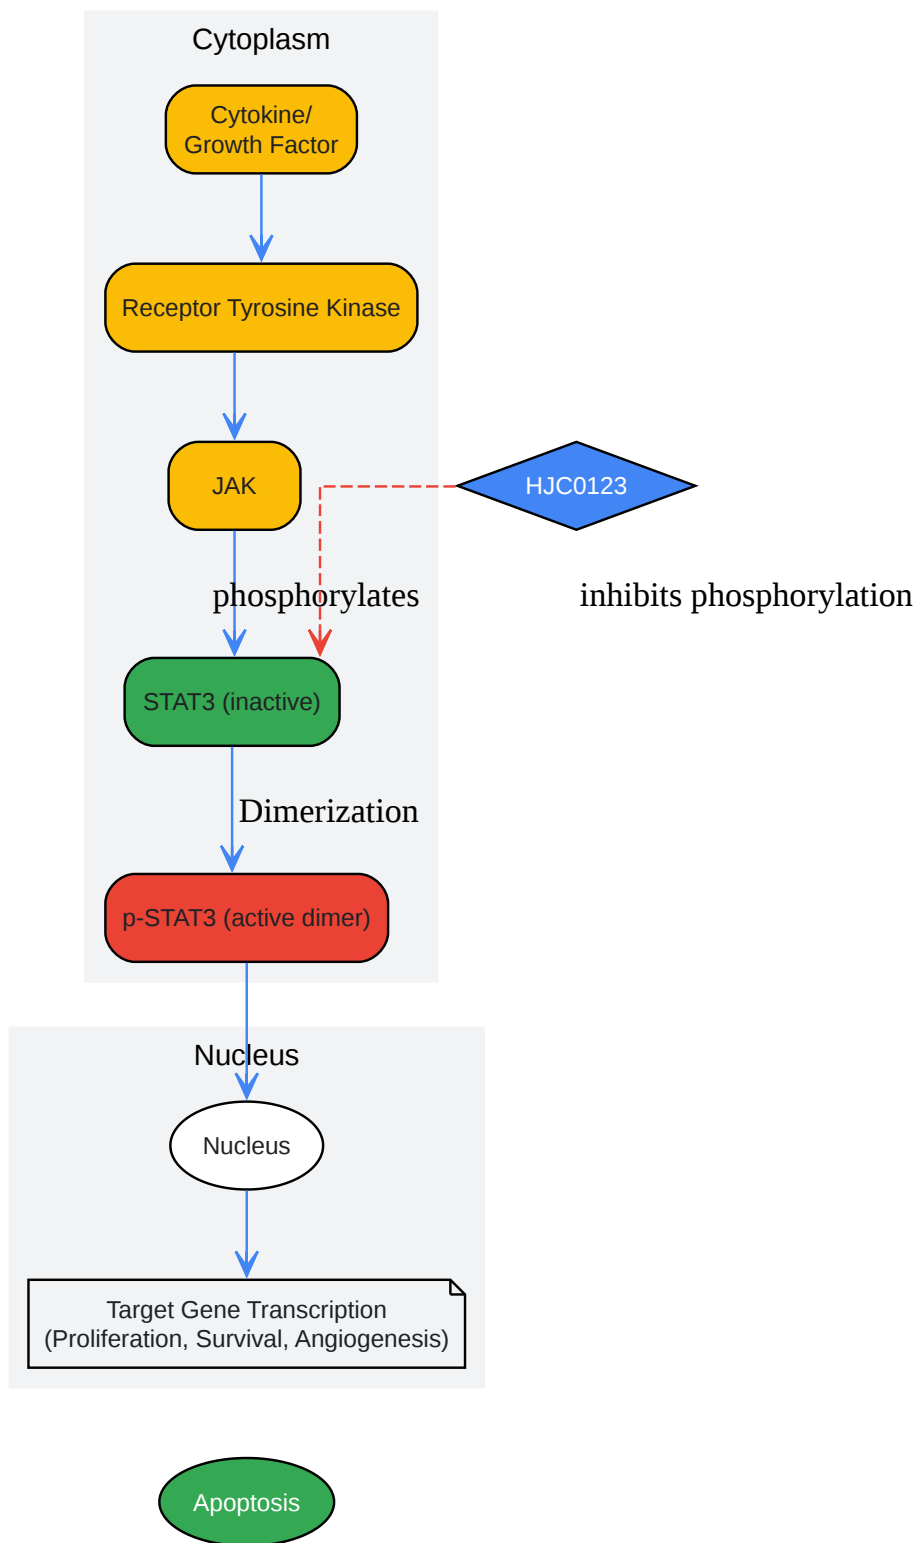 Cytoplasm
Cytokine/
Growth Factor
Receptor Tyrosine Kinase
JAK
HJC0123
phosphorylates
inhibits phosphorylation
STAT3 (inactive)
Dimerization
p-STAT3 (active dimer)
Nucleus
Nucleus
Target Gene Transcription
(Proliferation, Survival, Angiogenesis)
Apoptosis